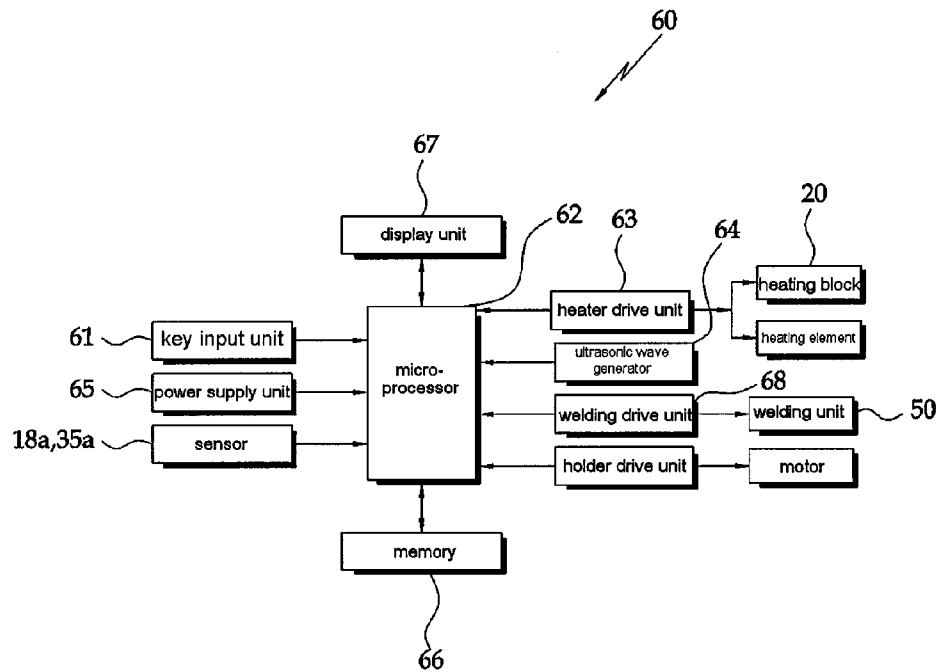 60
67
62
63
64
20
display unit
heater drive unit
heating block
61
key input unit
heating element
micro-
processor
ultrasonic wave
generator
65
power supply unit
68
welding drive unit
welding unit
50
18a,35a
sensor
holder drive unit
motor
memory
66